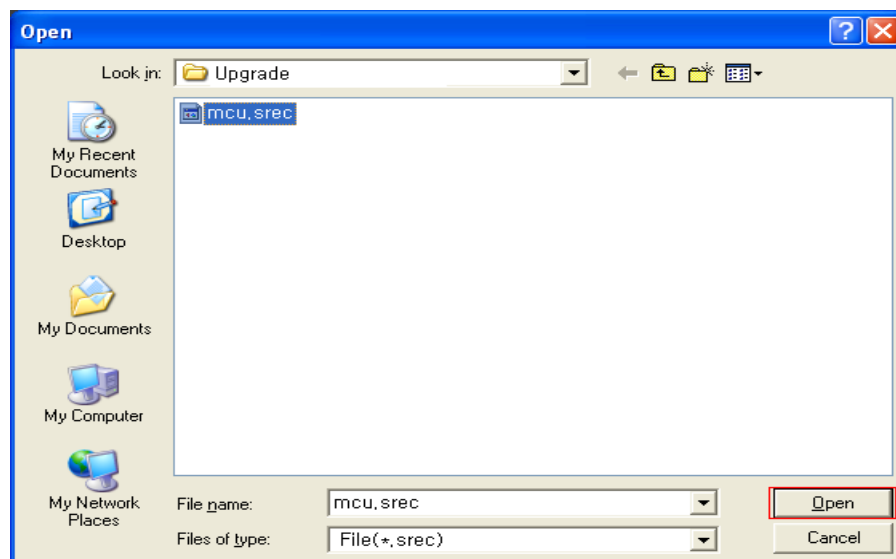 Open
Look in: Upgrade
mcu.srec
My Recent
Documents
Desktop
My Documents
My Computer
My Network
Places
File name: mcu.srec Open
Files of type: File(*.srec) Cancel